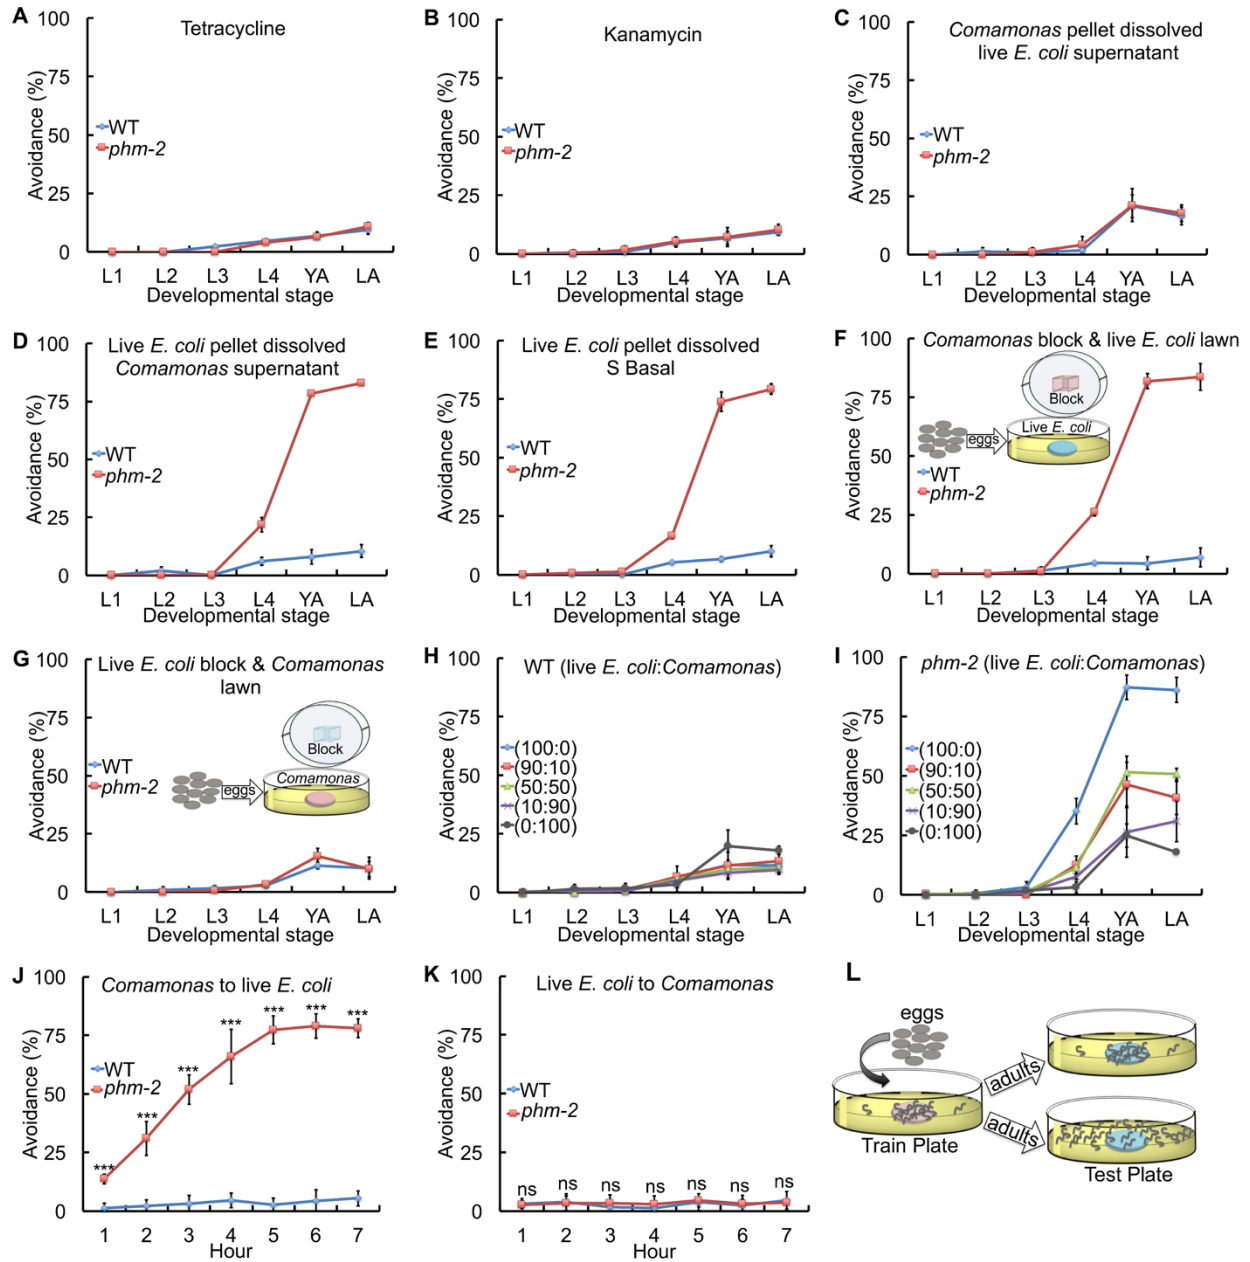 A
Tetracycline
100
75
50
25
0
Avoidance (%)
WT
phm-2
L1 L2 L3 L4 YA LA
Developmental stage
B
Kanamycin
100
75
50
25
0
Avoidance (%)
WT
phm-2
L1 L2 L3 L4 YA LA
Developmental stage
C
Comamonas pellet dissolved
live E. coli supernatant
100
75
50
25
0
Avoidance (%)
WT
phm-2
L1 L2 L3 L4 YA LA
Developmental stage
D
Live E. coli pellet dissolved
Comamonas supernatant
100
75
50
25
0
Avoidance (%)
WT
phm-2
L1 L2 L3 L4 YA LA
Developmental stage
E
Live E. coli pellet dissolved
S Basal
100
75
50
25
0
Avoidance (%)
WT
phm-2
L1 L2 L3 L4 YA LA
Developmental stage
F
Comamonas block & live E. coli lawn
100
75
50
25
0
Avoidance (%)
Block
Live E. coli
eggs
WT
phm-2
L1 L2 L3 L4 YA LA
Developmental stage
G
Live E. coli block & Comamonas
lawn
100
75
50
25
0
Avoidance (%)
Block
Comamonas
eggs
WT
phm-2
L1 L2 L3 L4 YA LA
Developmental stage
H
WT (live E. coli:Comamonas)
100
75
50
25
0
Avoidance (%)
(100:0)
(90:10)
(50:50)
(10:90)
(0:100)
L1 L2 L3 L4 YA LA
Developmental stage
I
phm-2 (live E. coli:Comamonas)
100
75
50
25
0
Avoidance (%)
(100:0)
(90:10)
(50:50)
(10:90)
(0:100)
L1 L2 L3 L4 YA LA
Developmental stage
J
Comamonas to live E. coli
100
75
50
25
0
Avoidance (%)
WT
phm-2
*** *** *** *** *** *** ***
1 2 3 4 5 6 7
Hour
K
Live E. coli to Comamonas
100
75
50
25
0
Avoidance (%)
WT
phm-2
ns ns ns ns ns ns ns
1 2 3 4 5 6 7
Hour
L
eggs
adults
adults
Train Plate
Test Plate